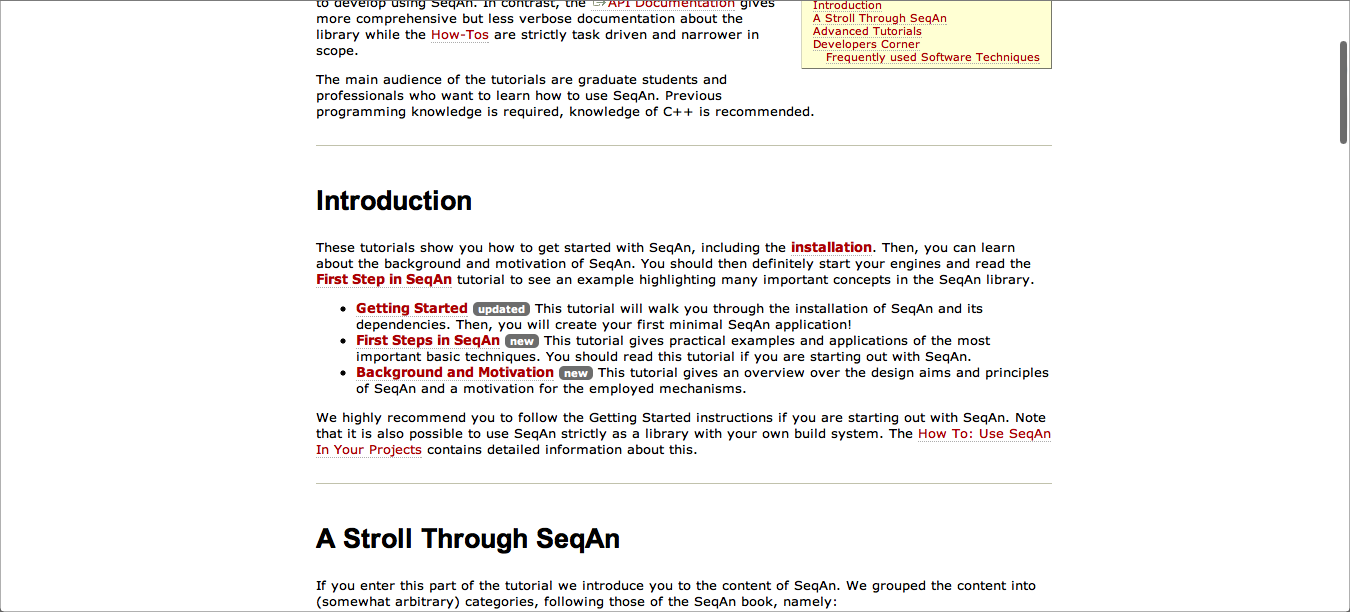 to develop using SeqAn. In contrast, the API Documentation gives
more comprehensive but less verbose documentation about the
library while the How-Tos are strictly task driven and narrower in
scope.
The main audience of the tutorials are graduate students and
professionals who want to learn how to use SeqAn. Previous
programming knowledge is required, knowledge of C++ is recommended.
Introduction
A Stroll Through SeqAn
Advanced Tutorials
Developers Corner
Frequently used Software Techniques
Introduction
These tutorials show you how to get started with SeqAn, including the installation. Then, you can learn
about the background and motivation of SeqAn. You should then definitely start your engines and read the
First Step in SeqAn tutorial to see an example highlighting many important concepts in the SeqAn library.
• Getting Started updated This tutorial will walk you through the installation of SeqAn and its
dependencies. Then, you will create your first minimal SeqAn application!
• First Steps in SeqAn new This tutorial gives practical examples and applications of the most
important basic techniques. You should read this tutorial if you are starting out with SeqAn.
• Background and Motivation new This tutorial gives an overview over the design aims and principles
of SeqAn and a motivation for the employed mechanisms.
We highly recommend you to follow the Getting Started instructions if you are starting out with SeqAn. Note
that it is also possible to use SeqAn strictly as a library with your own build system. The How To: Use SeqAn
In Your Projects contains detailed information about this.
A Stroll Through SeqAn
If you enter this part of the tutorial we introduce you to the content of SeqAn. We grouped the content into
(somewhat arbitrary) categories, following those of the SeqAn book, namely: